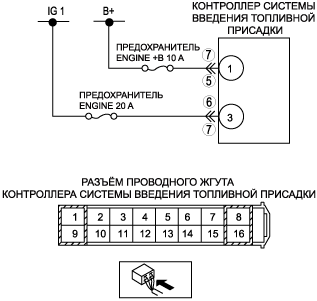 IG 1
B+
КОНТРОЛЛЕР СИСТЕМЫ
ВВЕДЕНИЯ ТОПЛИВНОЙ
ПРИСАДКИ
ПРЕДОХРАНИТЕЛЬ
ENGINE +B 10 A
7
5
1
ПРЕДОХРАНИТЕЛЬ
ENGINE 20 A
6
7
3
РАЗЪЁМ ПРОВОДНОГО ЖГУТА
КОНТРОЛЛЕРА СИСТЕМЫ ВВЕДЕНИЯ ТОПЛИВНОЙ ПРИСАДКИ
1 2 3 4 5 6 7 8
9 10 11 12 13 14 15 16